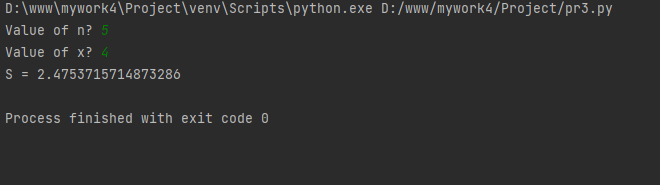 D:\www\mywork4\Project\venv\Scripts\python.exe D:/www/mywork4/Project/pr3.py
Value of n? 5
Value of x? 4
S = 2.4753715714873286
Process finished with exit code 0